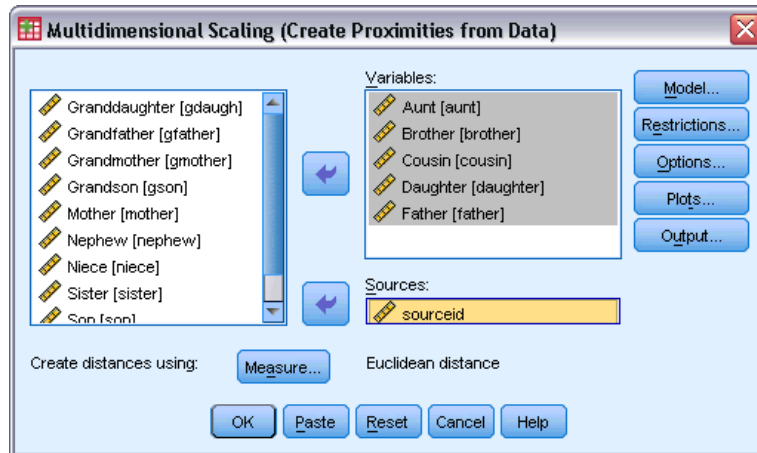 Multidimensional Scaling (Create Proximities from Data)
Granddaughter [gdaugh]
Grandfather [gfather]
Grandmother [gmother]
Grandson [gson]
Mother [mother]
Nephew [nephew]
Niece [niece]
Sister [sister]
Son [son]
Variables:
Aunt [aunt]
Brother [brother]
Cousin [cousin]
Daughter [daughter]
Father [father]
Sources:
sourceid
Model...
Restrictions...
Options...
Plots...
Output...
Create distances using:
Measure...
Euclidean distance
OK
Paste
Reset
Cancel
Help